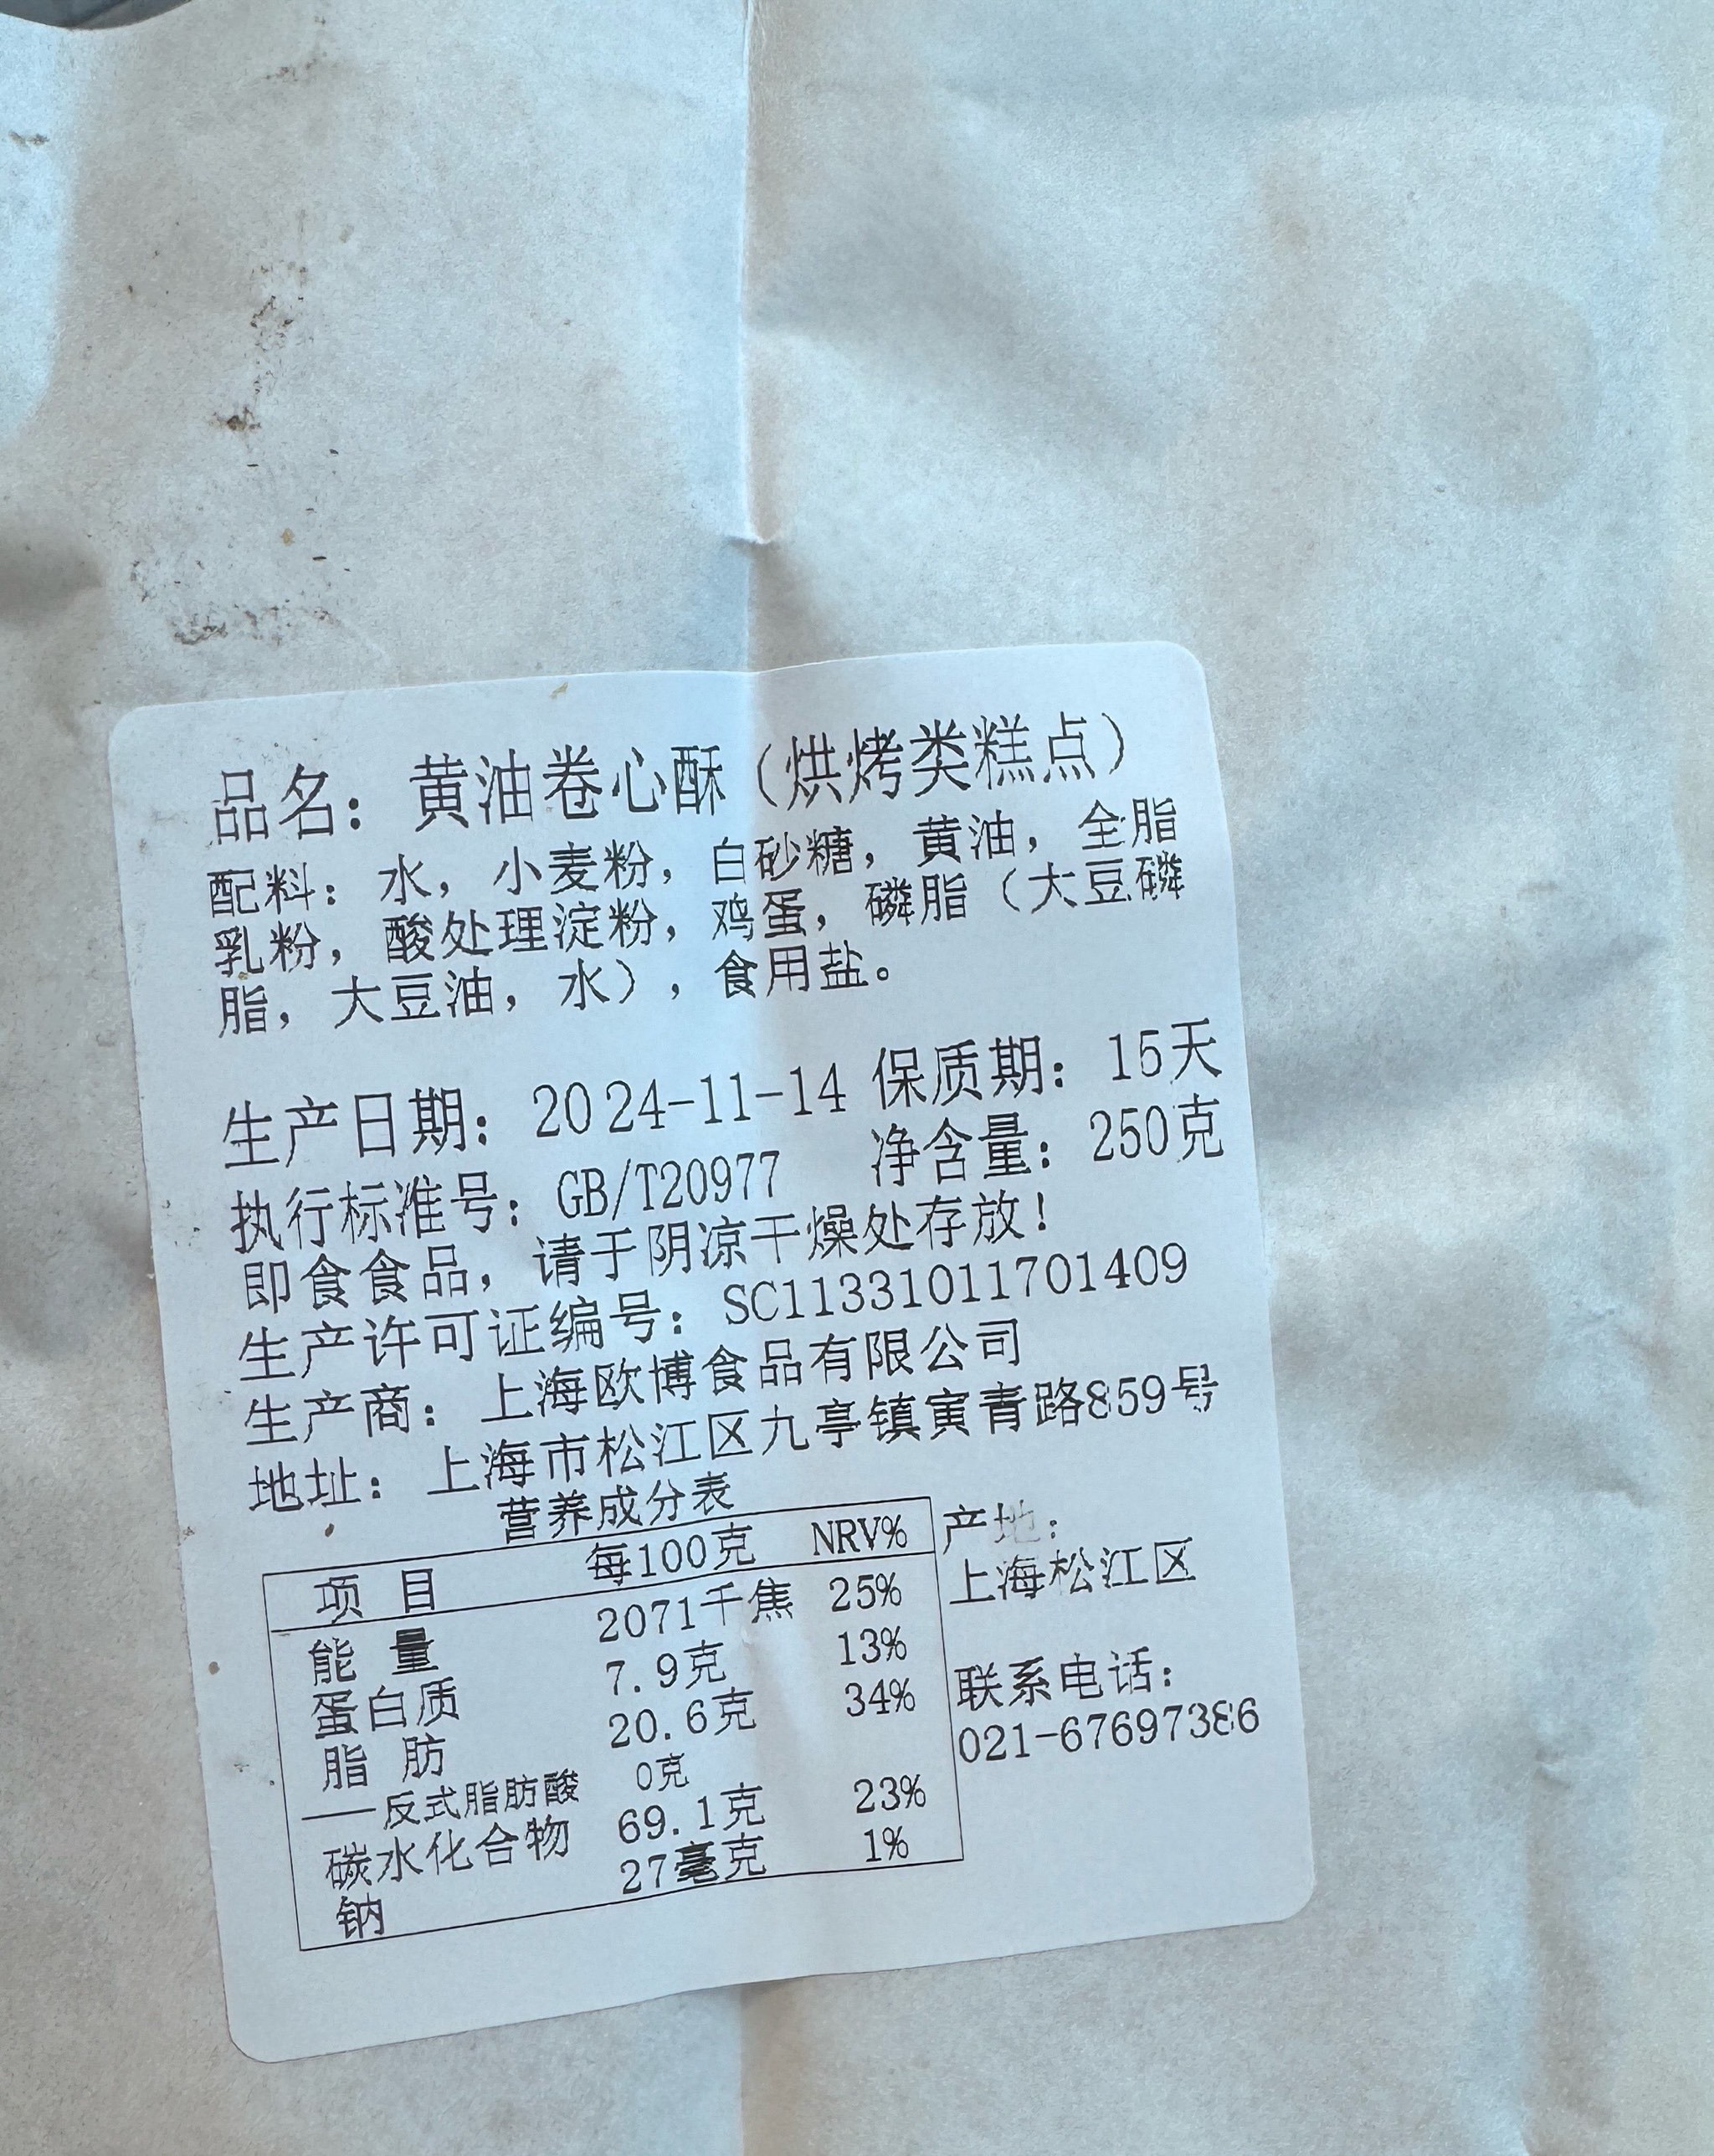 品名：黄油卷心酥（烘烤类糕点）
配料：水，小麦粉，白砂糖，黄油，全脂
乳粉，酸处理淀粉，鸡蛋，磷脂（大豆磷
脂，大豆油，水），食用盐。
生产日期：2024-11-14 保质期：15天
执行标准号：GB/T20977 净含量：250克
即食食品，请于阴凉干燥处存放！
生产许可证编号：SC11331011701409
生产商：上海欧博食品有限公司
地址：上海市松江区九亭镇寅青路859号
营养成分表
项 目 每100克 NRV%
能 量 2071千焦 25%
蛋白质 7.9克 13%
脂 肪 20.6克 34%
——反式脂肪酸 0克
碳水化合物 69.1克 23%
钠 27毫克 1%
产地：
上海松江区
联系电话：
021-67697386